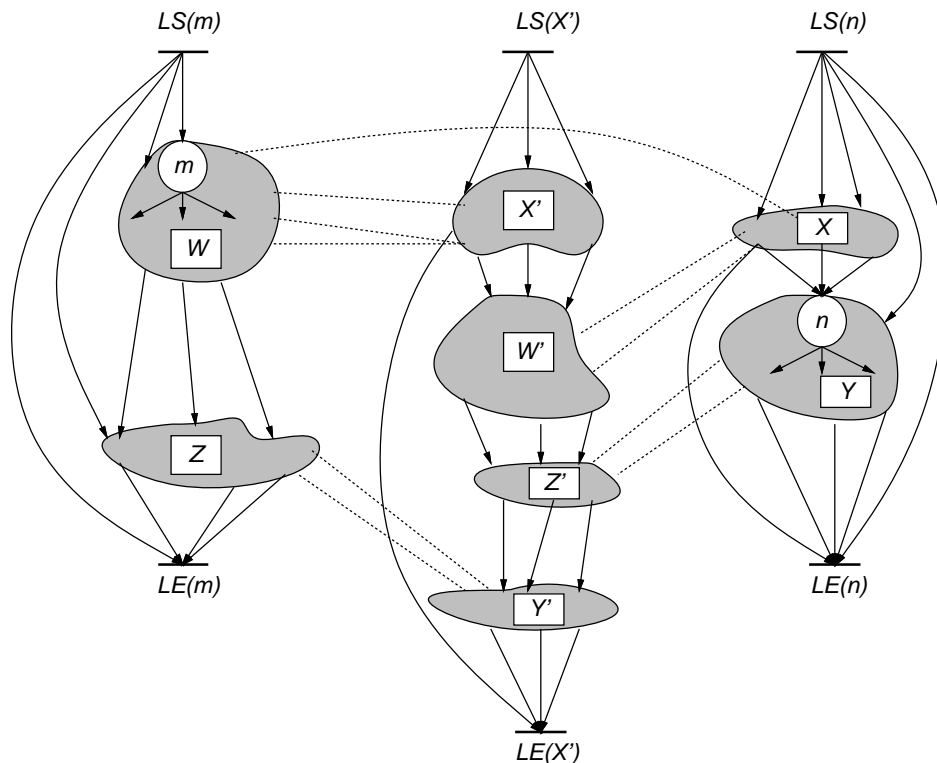 LS(m)
LS(X')
LS(n)
m
W
X'
X
n
W'
Y
Z
Z'
LE(m)
LE(n)
Y'
LE(X')